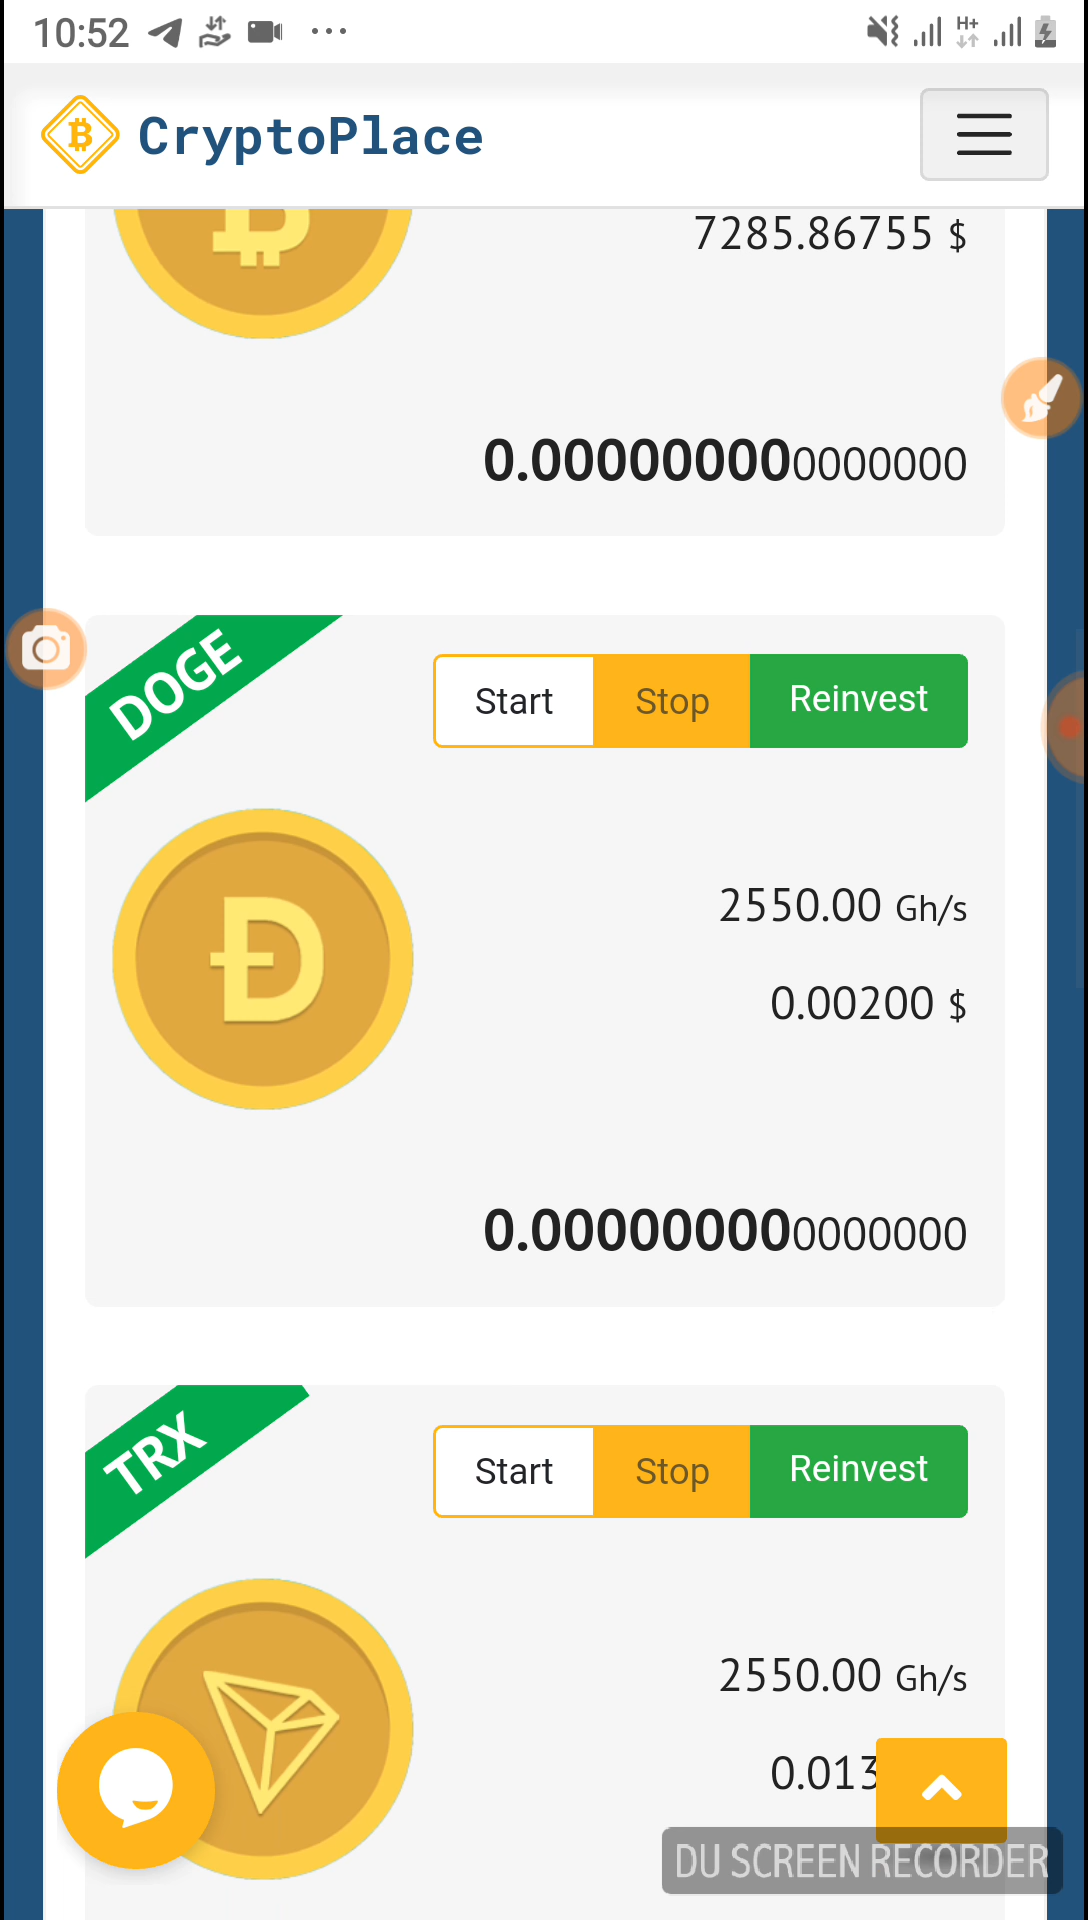 10:52
H+
CryptoPlace
7285.86755 $
0.000000000000000
DOGE
Start Stop Reinvest
2550.00 Gh/s
0.00200 $
0.000000000000000
TRX
Start Stop Reinvest
2550.00 Gh/s
0.013
DU SCREEN RECORDER